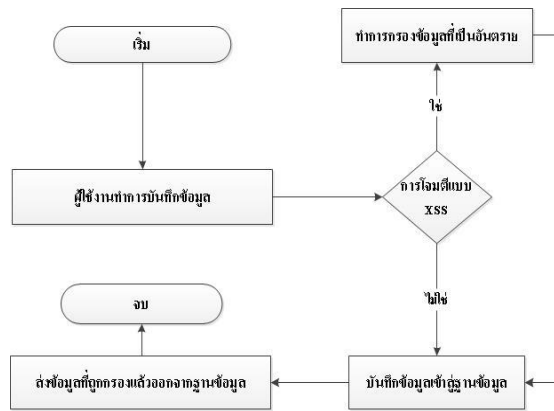 เริ่ม
ทำการกรองข้อมูลที่เป็นอันตราย
ใช่
ผู้ใช้งานทำการบันทึกข้อมูล
การโจมตีแบบ
XSS
ไม่ใช่
จบ
ส่งข้อมูลที่ถูกกรองแล้วออกจากฐานข้อมูล
บันทึกข้อมูลเข้าสู่ฐานข้อมูล